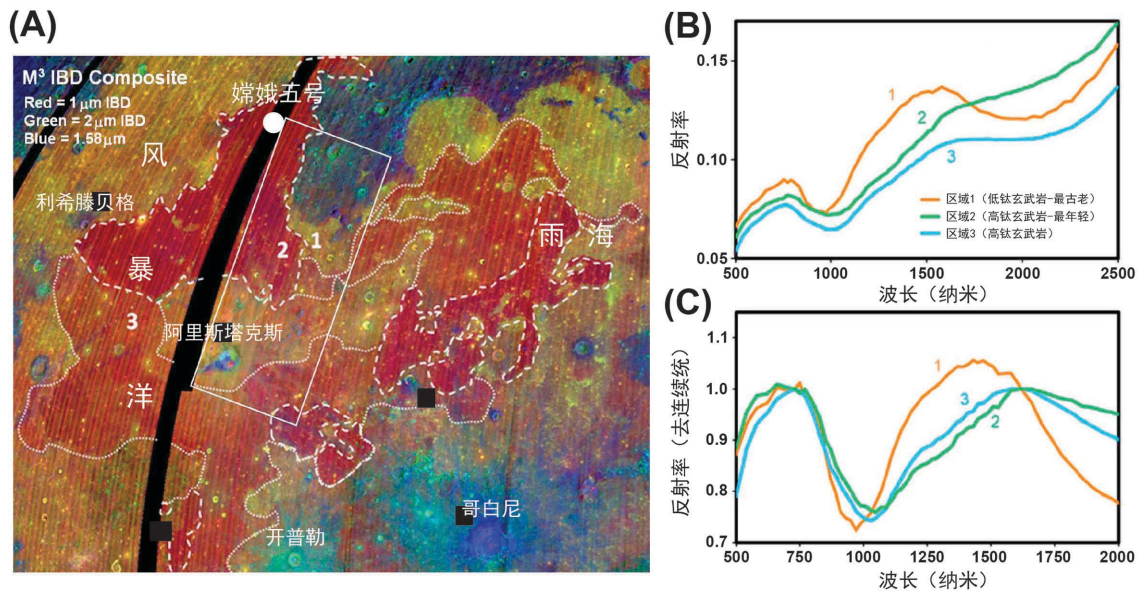 (A)
M³ IBD Composite
Red = 1 μm IBD
Green = 2 μm IBD
Blue = 1.58μm
嫦娥五号
风
利希滕贝格
暴
洋
雨 海
1
2
3
阿里斯塔克斯
哥白尼
开普勒
(B)
反射率
0.15
0.10
0.05
1
2
3
区域1（低钛玄武岩–最古老）
区域2（高钛玄武岩–最年轻）
区域3（高钛玄武岩）
500 1000 1500 2000 2500
波长（纳米）
(C)
反射率（去连续统）
1.1
1.0
0.9
0.8
0.7
1
3
2
500 750 1000 1250 1500 1750 2000
波长（纳米）